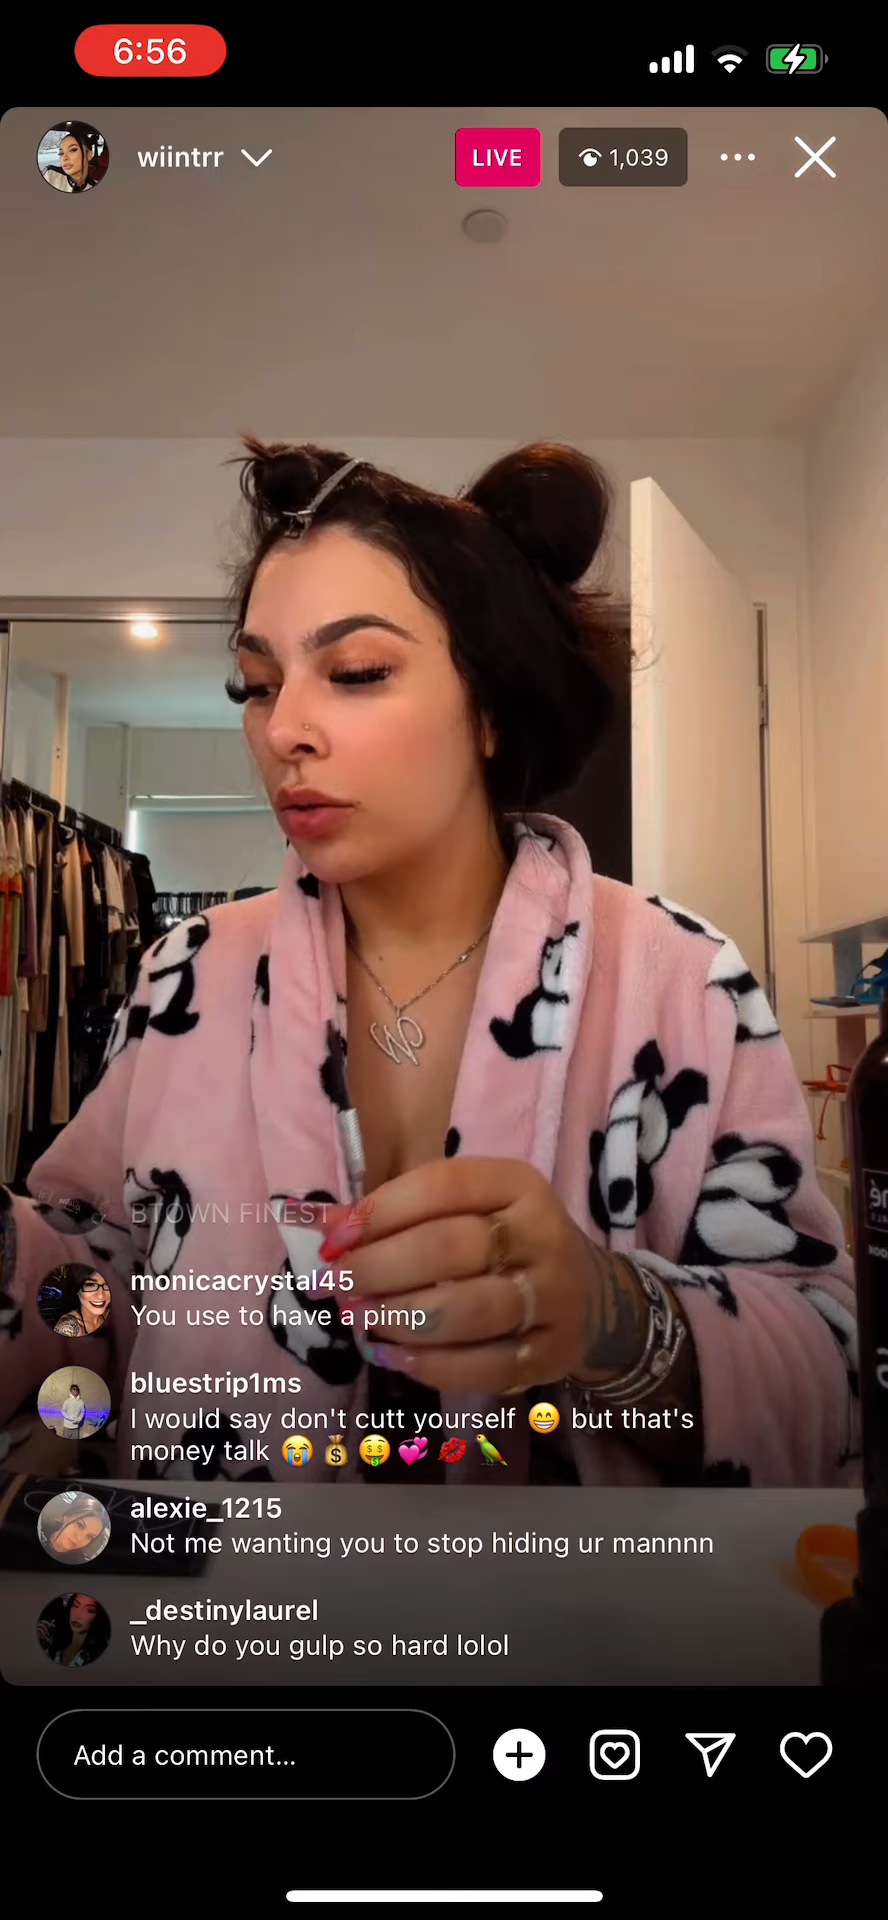 6:56
wiintrr
LIVE
1,039
BTOWN FINEST 💯
monicacrystal45
You use to have a pimp
bluestrip1ms
I would say don't cutt yourself 😁 but that's
money talk 😭💰🤑💞💋🦜
alexie_1215
Not me wanting you to stop hiding ur mannnn
_destinylaurel
Why do you gulp so hard lolol
Add a comment...